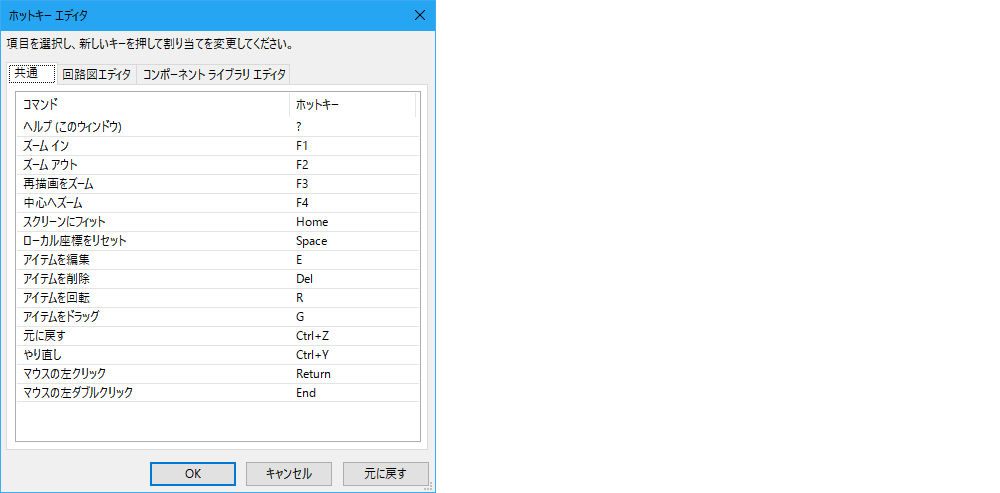 ホットキー エディタ
項目を選択し、新しいキーを押して割り当てを変更してください。
共通 回路図エディタ コンポーネント ライブラリ エディタ
コマンド ホットキー
ヘルプ (このウィンドウ) ?
ズーム イン F1
ズーム アウト F2
再描画をズーム F3
中心へズーム F4
スクリーンにフィット Home
ローカル座標をリセット Space
アイテムを編集 E
アイテムを削除 Del
アイテムを回転 R
アイテムをドラッグ G
元に戻す Ctrl+Z
やり直し Ctrl+Y
マウスの左クリック Return
マウスの左ダブルクリック End
OK キャンセル 元に戻す